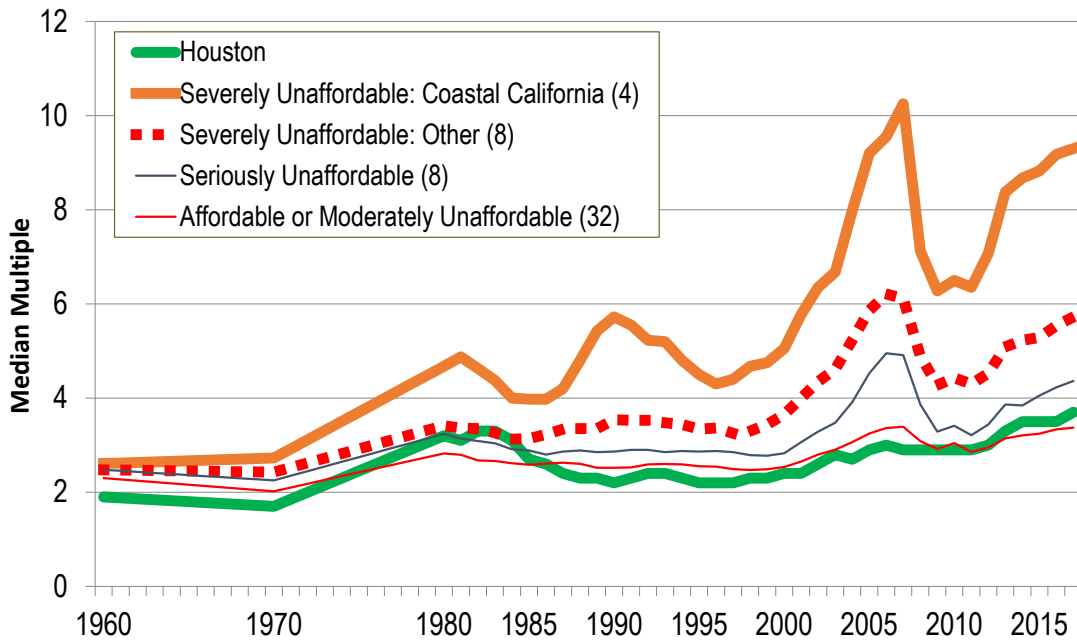 12
10
8
6
4
2
0
Median Multiple
Houston
Severely Unaffordable: Coastal California (4)
Severely Unaffordable: Other (8)
Seriously Unaffordable (8)
Affordable or Moderately Unaffordable (32)
1960 1970 1980 1985 1990 1995 2000 2005 2010 2015